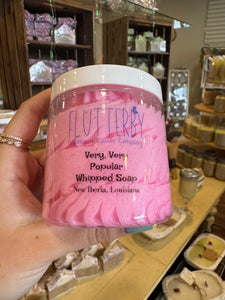 FLUTTERBY
Very, Very
Popular
Whipped Soap
New Iberia, Louisiana